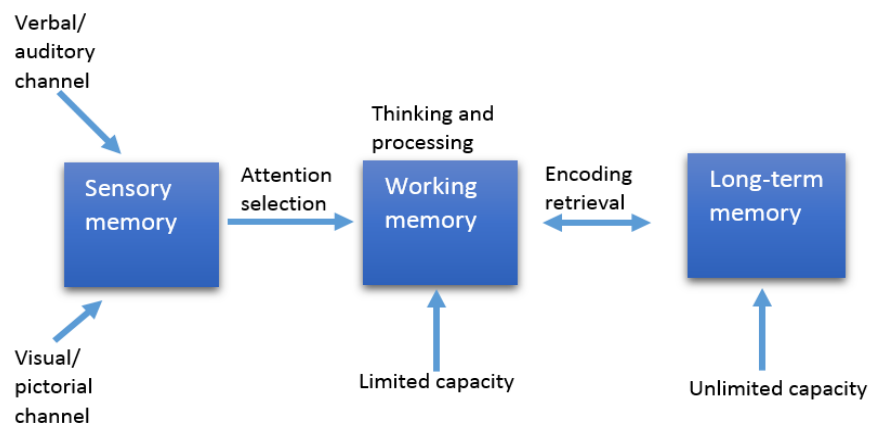 Verbal/
auditory
channel
Thinking and
processing
Sensory
memory
Attention
selection
Working
memory
Encoding
retrieval
Long-term
memory
Visual/
pictorial
channel
Limited capacity
Unlimited capacity